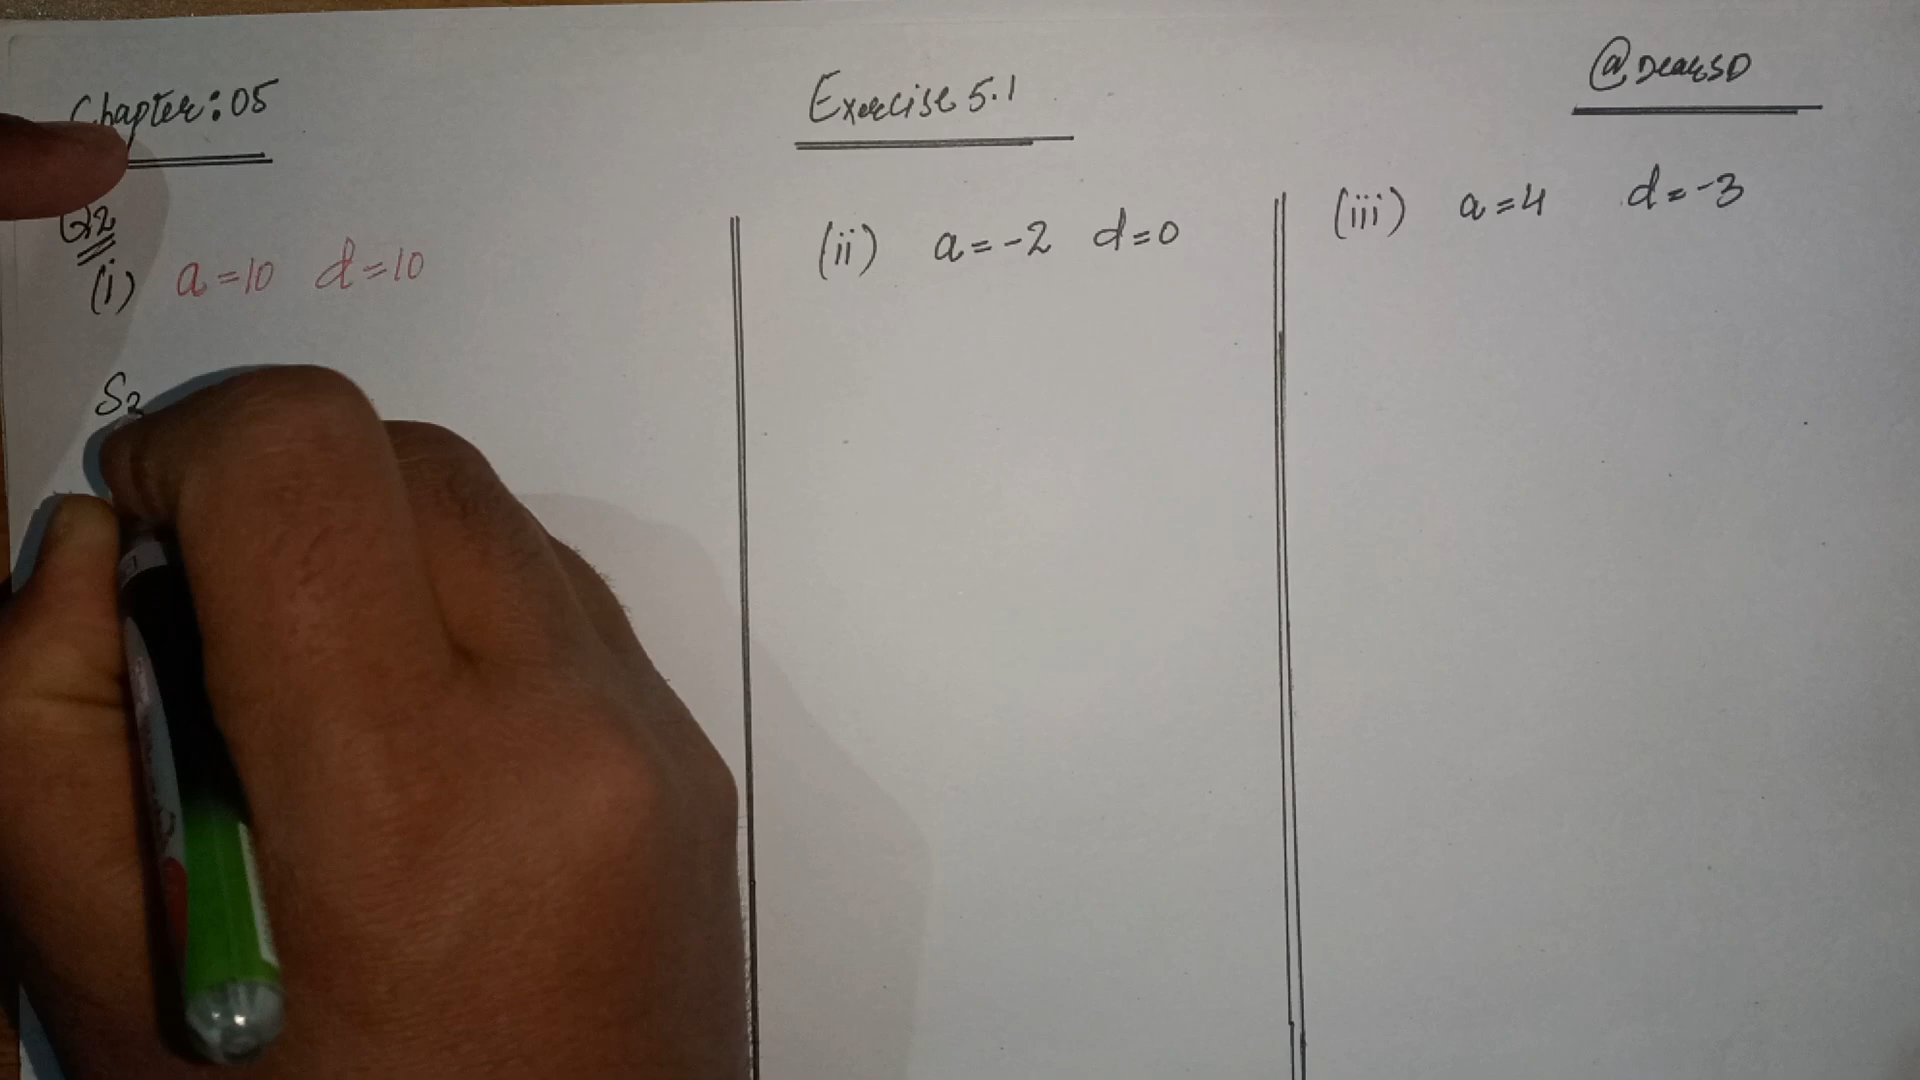 Chapter: 05
Exercise 5.1
@DearSD
Q2
(i) a=10 d=10
(ii) a=-2 d=0
(iii) a=4 d=-3